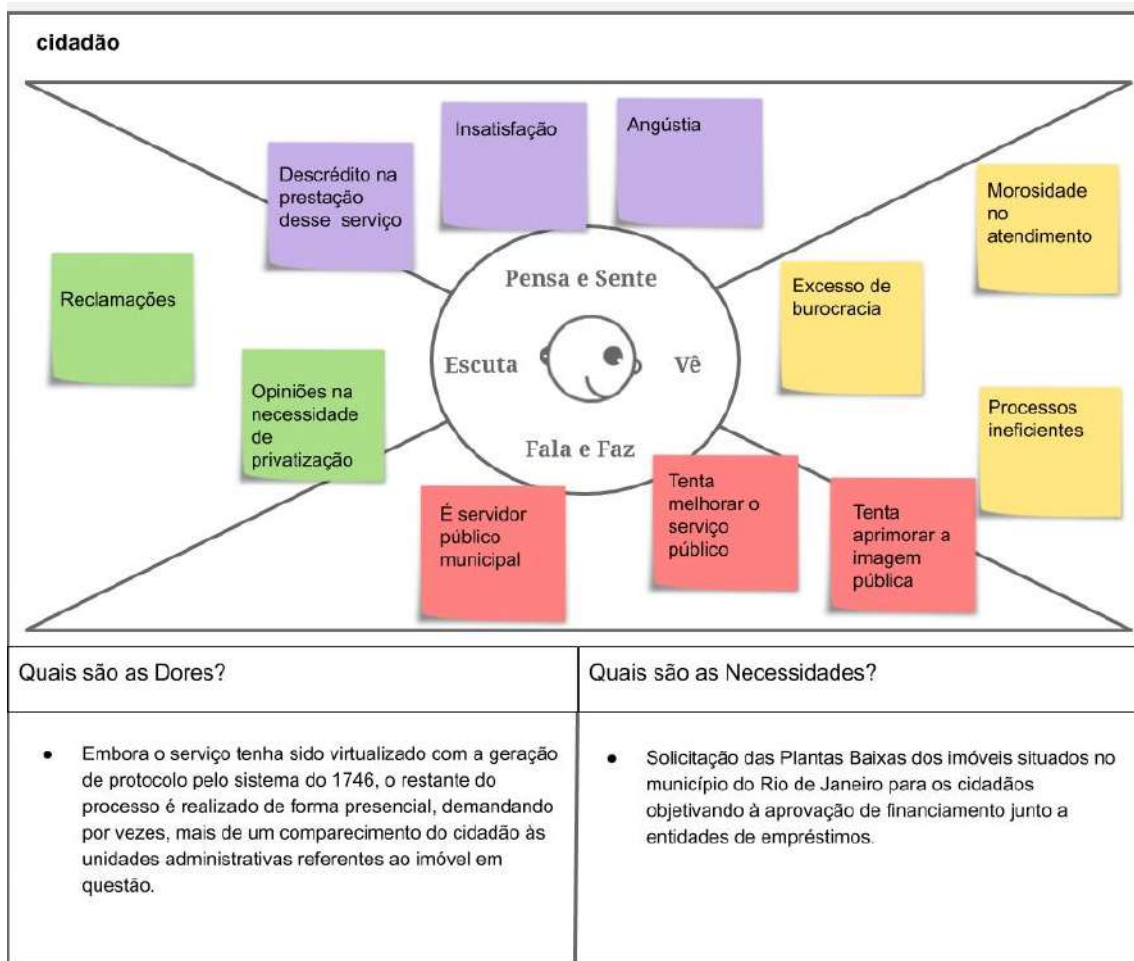 cidadão
Insatisfação
Angústia
Descrédito na
prestação
desse serviço
Morosidade
no
atendimento
Reclamações
Pensa e Sente
Excesso de
burocracia
Escuta
Vê
Opiniões na
necessidade
de
privatização
Fala e Faz
Processos
ineficientes
É servidor
público
municipal
Tenta
melhorar o
serviço
público
Tenta
aprimorar a
imagem
pública
Quais são as Dores?
Quais são as Necessidades?
● Embora o serviço tenha sido virtualizado com a geração
de protocolo pelo sistema do 1746, o restante do
processo é realizado de forma presencial, demandando
por vezes, mais de um comparecimento do cidadão às
unidades administrativas referentes ao imóvel em
questão.
● Solicitação das Plantas Baixas dos imóveis situados no
município do Rio de Janeiro para os cidadãos
objetivando à aprovação de financiamento junto a
entidades de empréstimos.